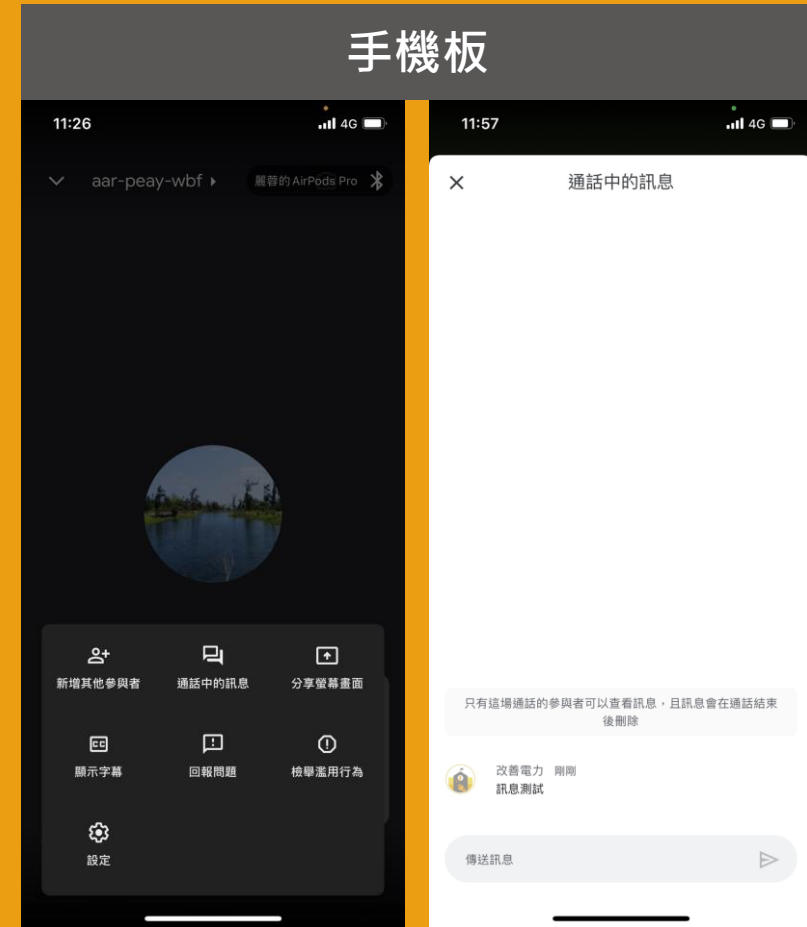 手機板
11:26
4G
aar-peay-wbf
麗蓉的 AirPods Pro
新增其他參與者
通話中的訊息
分享螢幕畫面
CC
顯示字幕
回報問題
檢舉濫用行為
設定
11:57
4G
通話中的訊息
只有這場通話的參與者可以查看訊息，且訊息會在通話結束
後刪除
改善電力 剛剛
訊息測試
傳送訊息